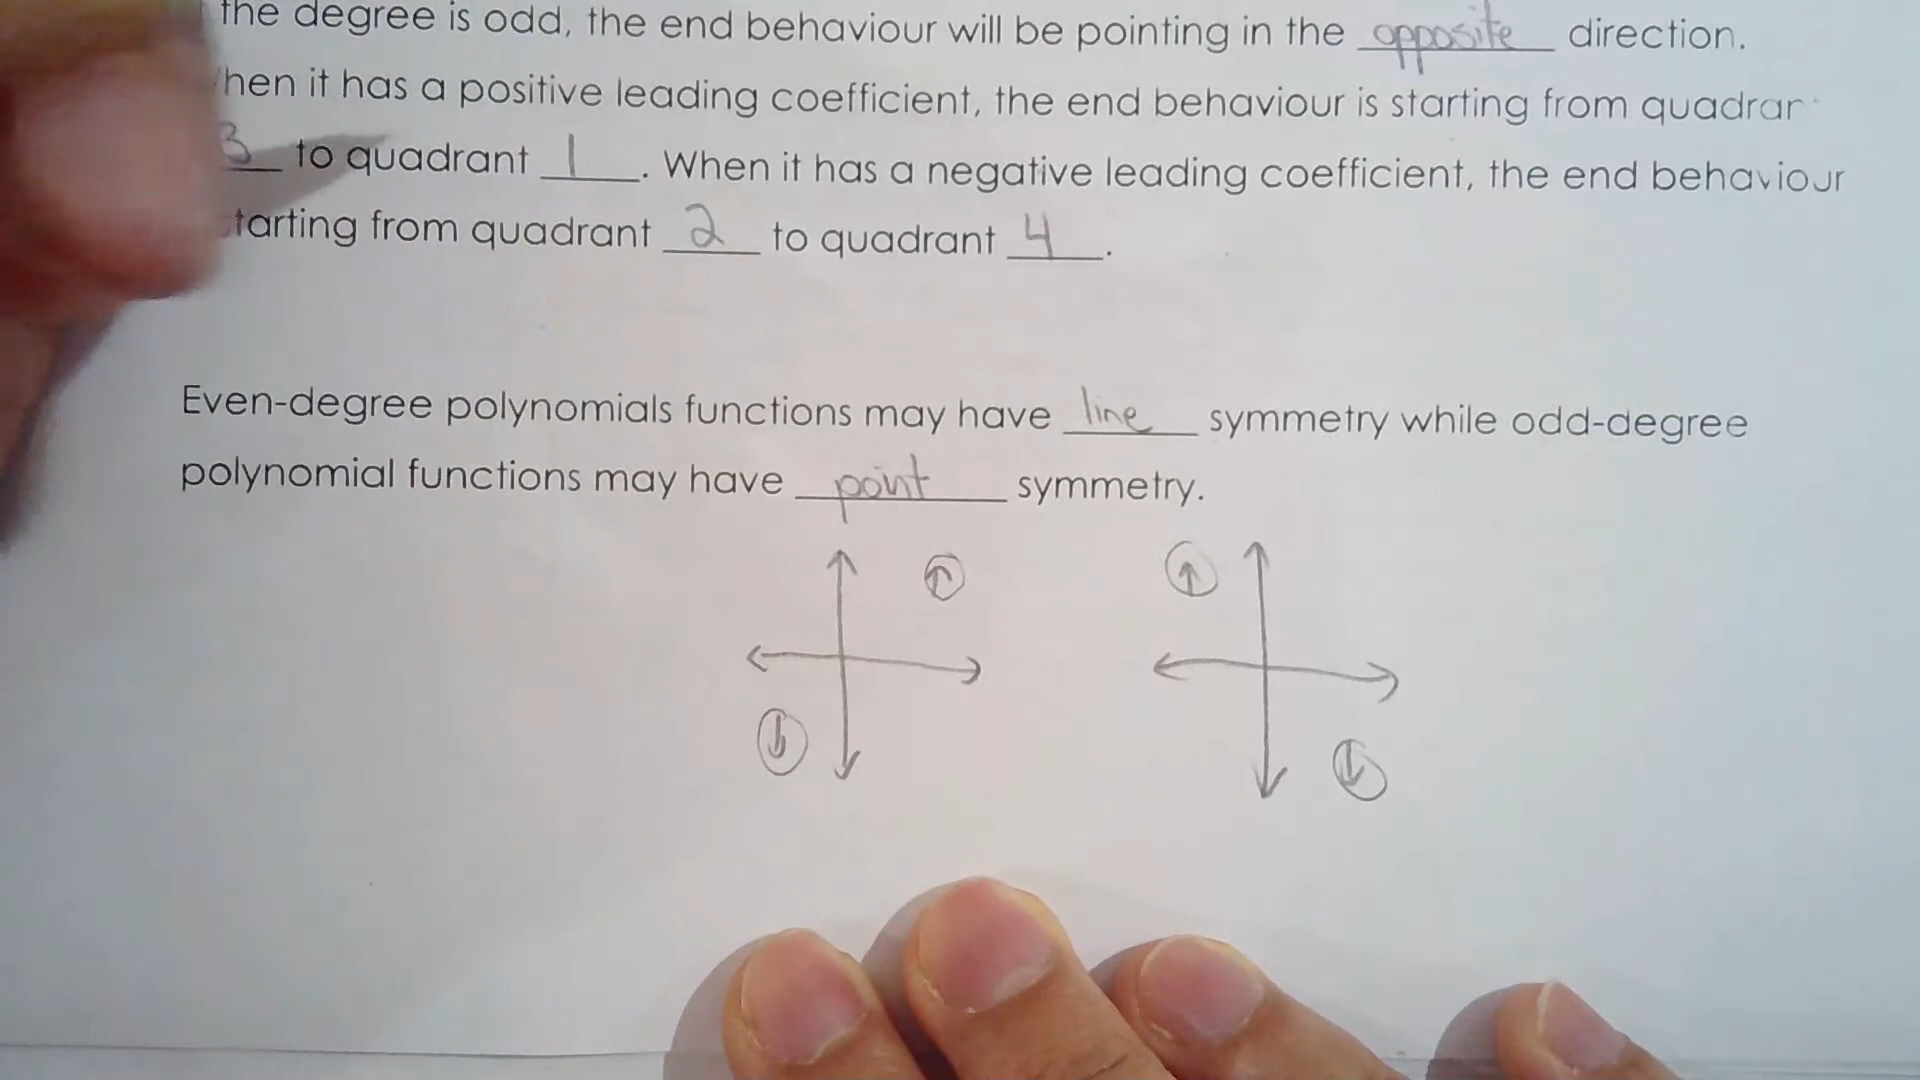 the degree is odd, the end behaviour will be pointing in the opposite direction.
hen it has a positive leading coefficient, the end behaviour is starting from quadrar
3 to quadrant 1. When it has a negative leading coefficient, the end behaviour
tarting from quadrant 2 to quadrant 4.
Even-degree polynomials functions may have line symmetry while odd-degree
polynomial functions may have point symmetry.